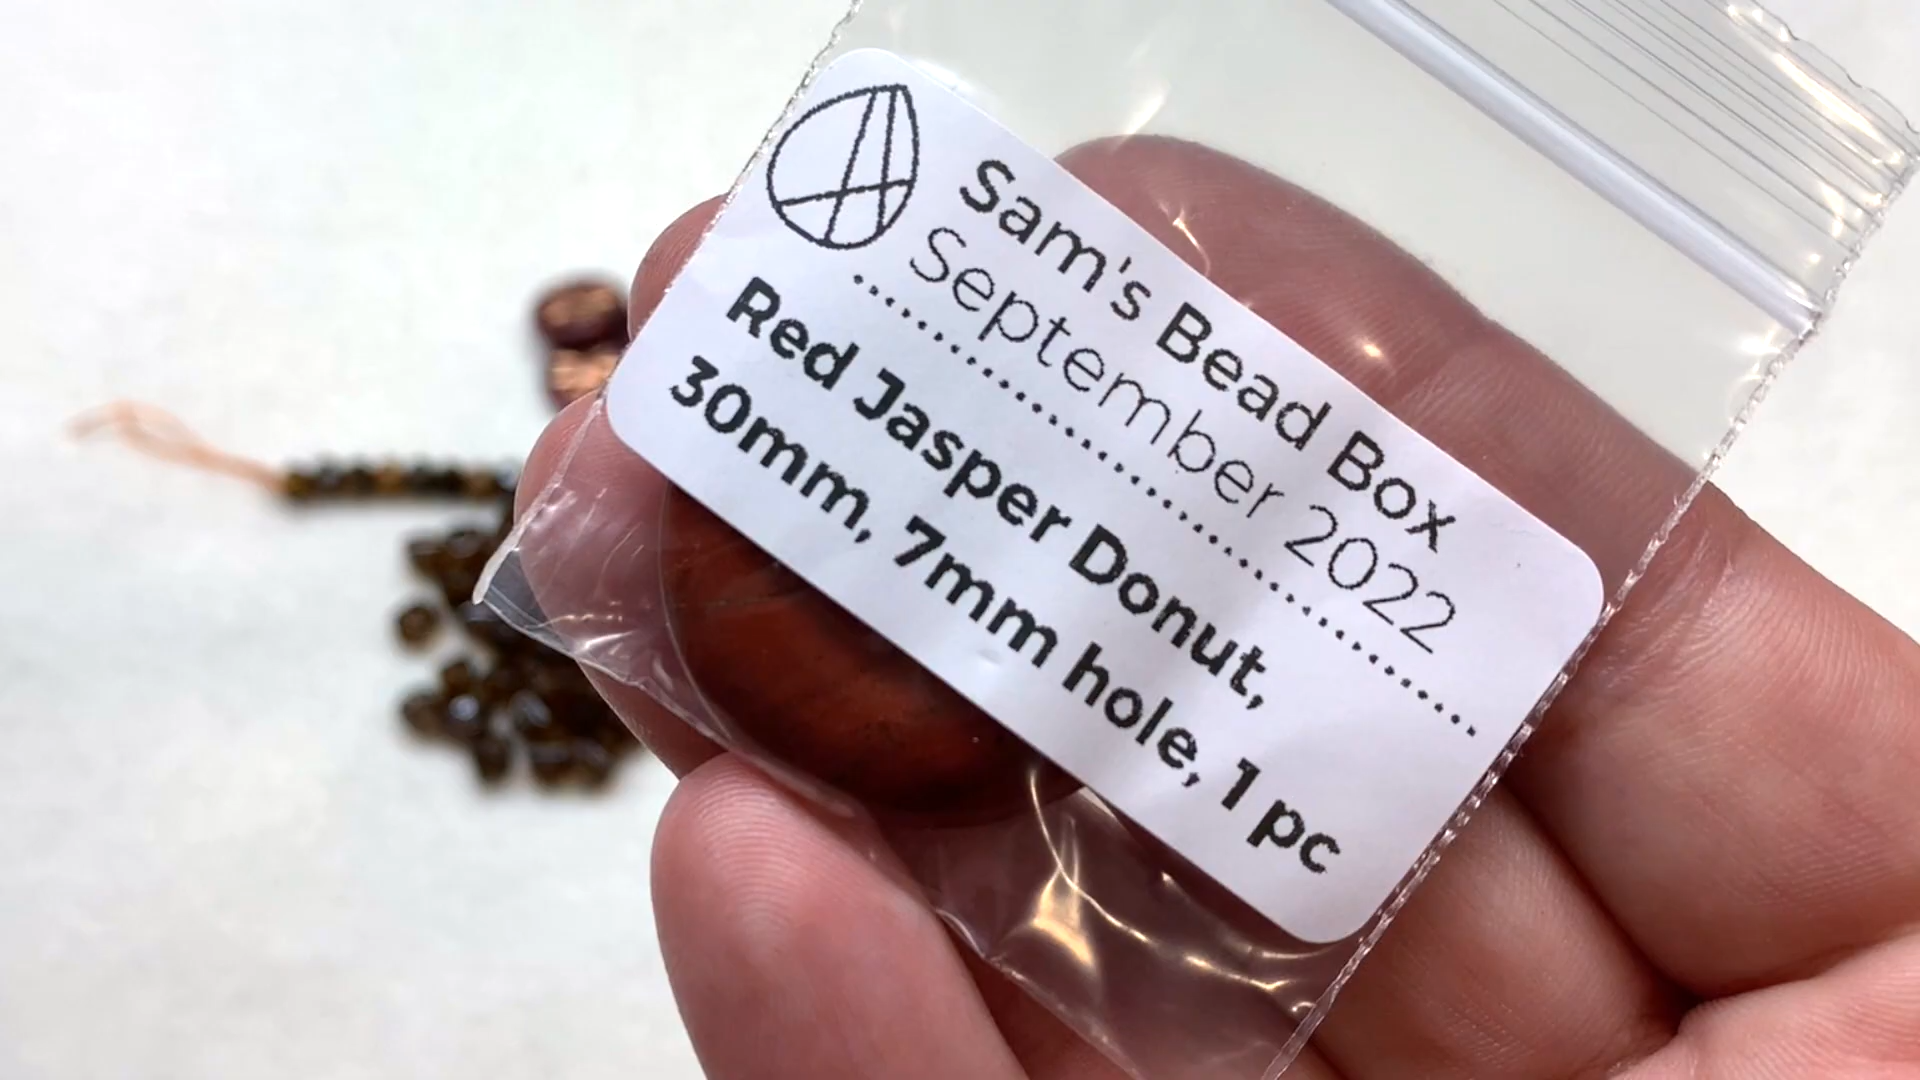 Sam's Bead Box
September 2022
Red Jasper Donut,
30mm, 7mm hole, 1 pc